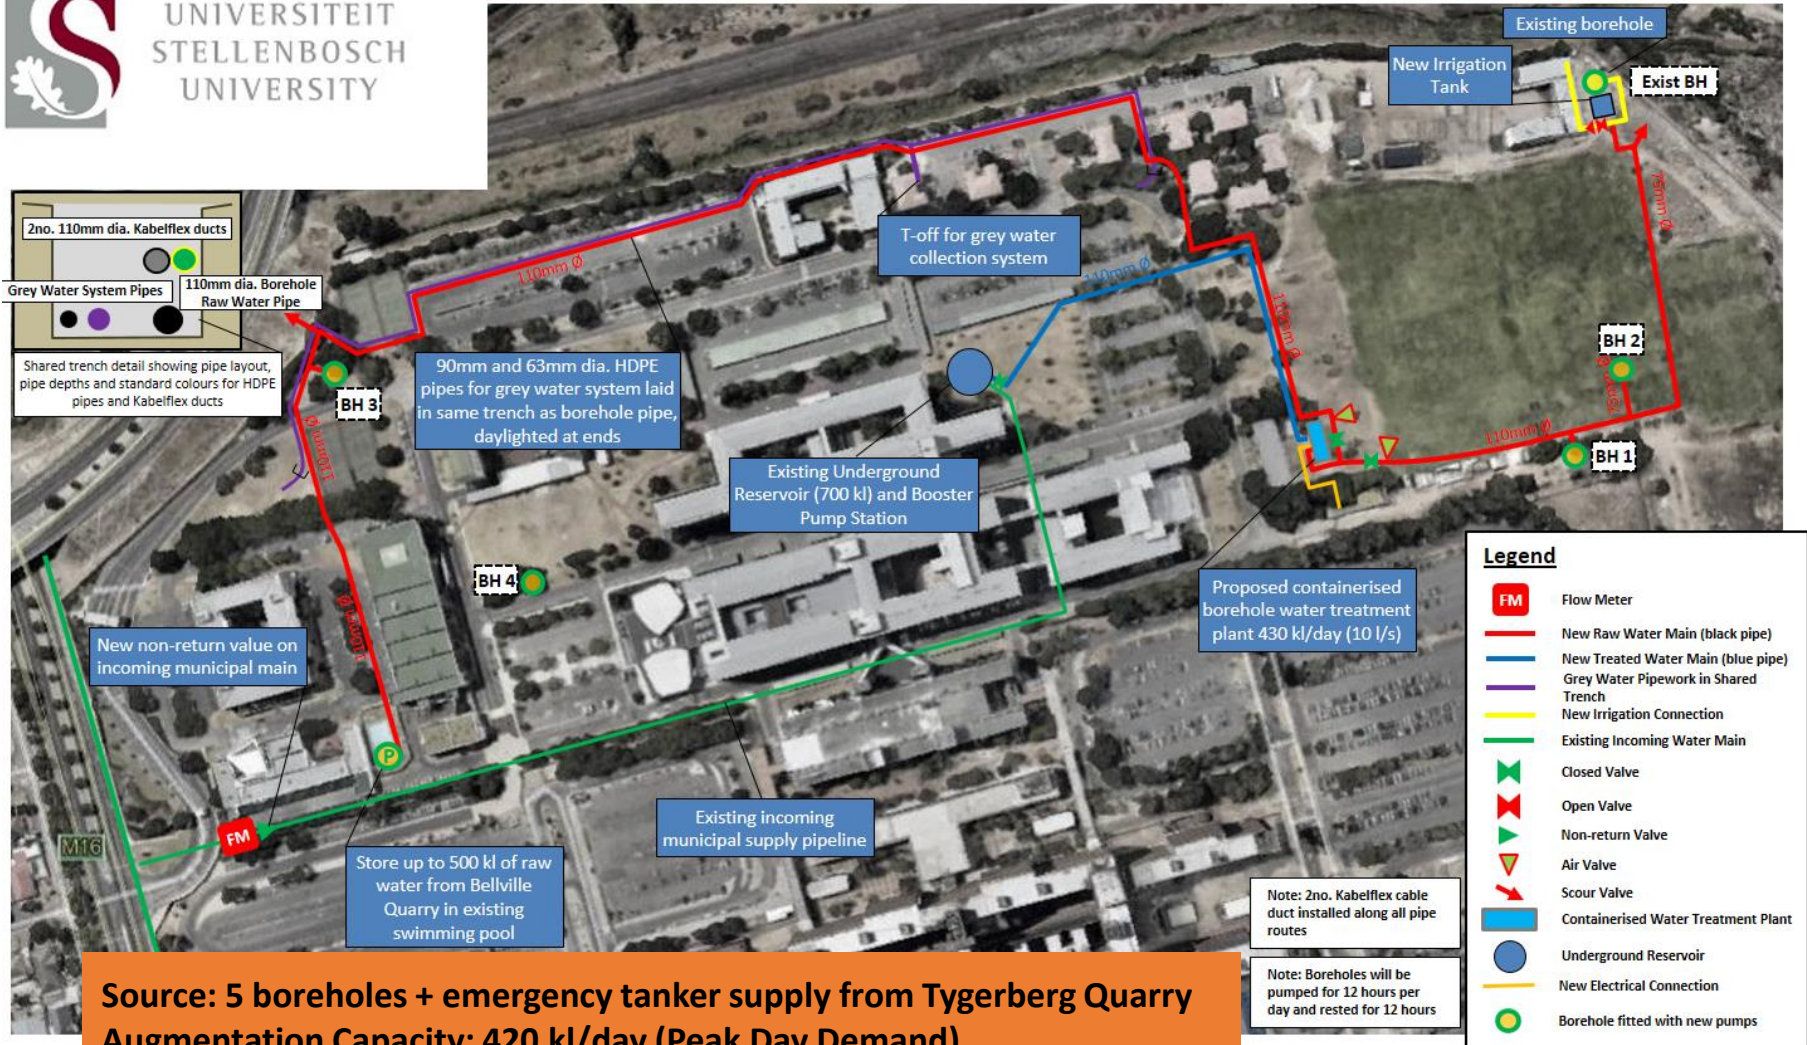 UNIVERSITEIT
STELLENBOSCH
UNIVERSITY
Existing borehole
New Irrigation
Tank
Exist BH
2no. 110mm dia. Kabelflex ducts
Grey Water System Pipes
110mm dia. Borehole
Raw Water Pipe
Shared trench detail showing pipe layout,
pipe depths and standard colours for HDPE
pipes and Kabelflex ducts
T-off for grey water
collection system
110mm Ø
110mm Ø
110mm Ø
75mm Ø
BH 3
90mm and 63mm dia. HDPE
pipes for grey water system laid
in same trench as borehole pipe,
daylighted at ends
BH 2
110mm Ø
110mm Ø
BH 1
Existing Underground
Reservoir (700 kl) and Booster
Pump Station
BH 4
Proposed containerised
borehole water treatment
plant 430 kl/day (10 l/s)
110mm Ø
New non-return value on
incoming municipal main
P
FM
M16
Existing incoming
municipal supply pipeline
Store up to 500 kl of raw
water from Bellville
Quarry in existing
swimming pool
Note: 2no. Kabelflex cable
duct installed along all pipe
routes
Note: Boreholes will be
pumped for 12 hours per
day and rested for 12 hours
Legend
FM Flow Meter
New Raw Water Main (black pipe)
New Treated Water Main (blue pipe)
Grey Water Pipework in Shared
Trench
New Irrigation Connection
Existing Incoming Water Main
Closed Valve
Open Valve
Non-return Valve
Air Valve
Scour Valve
Containerised Water Treatment Plant
Underground Reservoir
New Electrical Connection
Borehole fitted with new pumps
Source: 5 boreholes + emergency tanker supply from Tygerberg Quarry
Augmentation Capacity: 420 kl/day (Peak Day Demand)